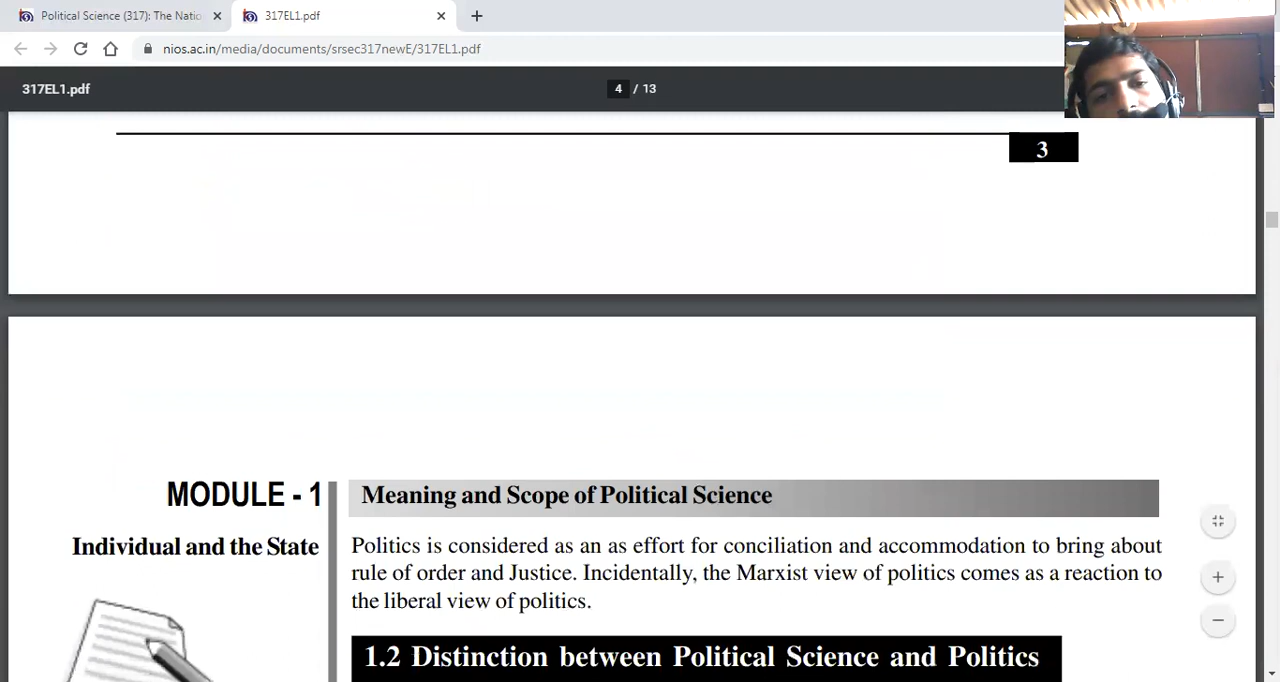 Political Science (317): The Natio
317EL1.pdf
nios.ac.in/media/documents/srsec317newE/317EL1.pdf
317EL1.pdf
4 / 13
3
MODULE - 1
Meaning and Scope of Political Science
Individual and the State
Politics is considered as an as effort for conciliation and accommodation to bring about
rule of order and Justice. Incidentally, the Marxist view of politics comes as a reaction to
the liberal view of politics.
1.2 Distinction between Political Science and Politics